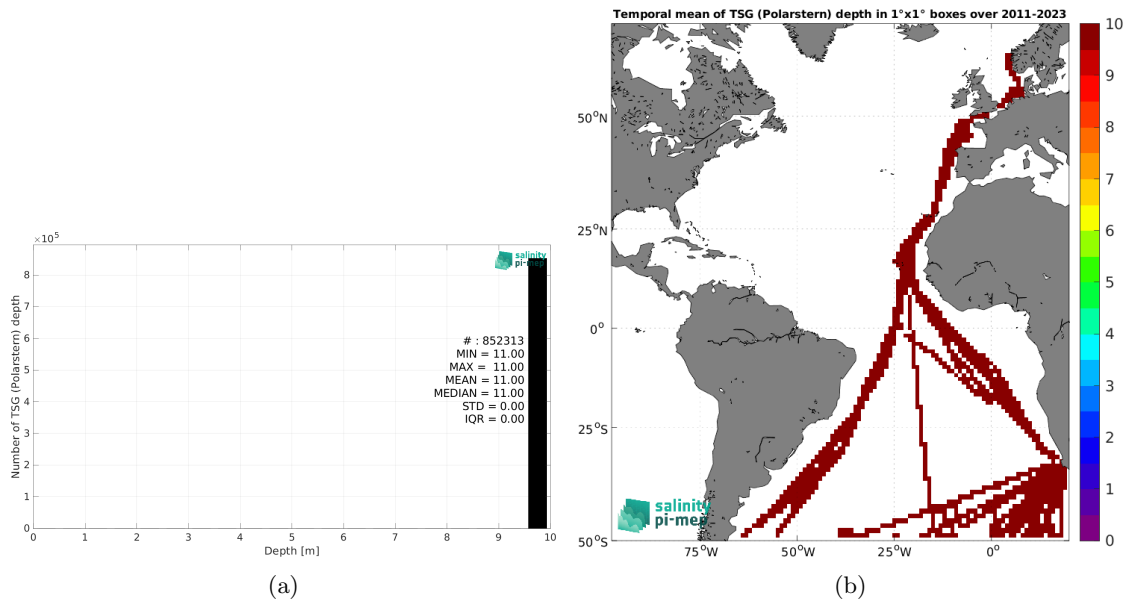 ×10⁵
8
7
6
5
4
3
2
1
0
Number of TSG (Polarstern) depth
salinity
pi-mep
# : 852313
MIN = 11.00
MAX = 11.00
MEAN = 11.00
MEDIAN = 11.00
STD = 0.00
IQR = 0.00
0 1 2 3 4 5 6 7 8 9 10
Depth [m]
(a)
Temporal mean of TSG (Polarstern) depth in 1°x1° boxes over 2011-2023
50°N
25°N
0°
25°S
50°S
75°W 50°W 25°W 0°
salinity
pi-mep
10
9
8
7
6
5
4
3
2
1
0
(b)